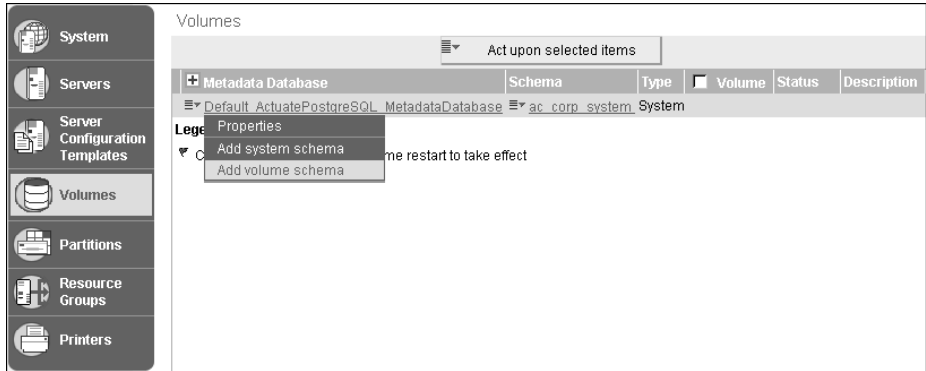 Volumes
System
Act upon selected items
Servers
Metadata Database Schema Type Volume Status Description
Default_ActuatePostgreSQL_MetadataDatabase ac_corp_system System
Server
Configuration
Templates
Lege
Properties
C
me restart to take effect
Add system schema
Add volume schema
Volumes
Partitions
Resource
Groups
Printers